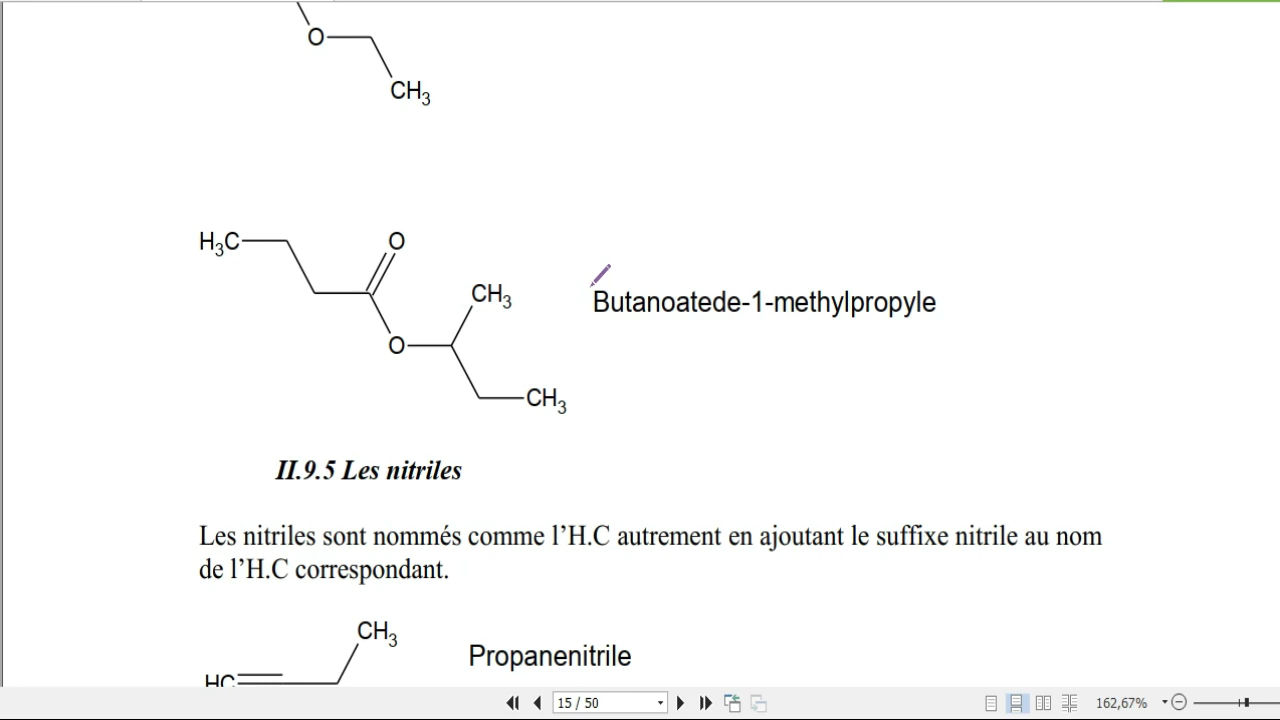 O
CH3
H3C
O
CH3
Butanoatede-1-methylpropyle
O
CH3
II.9.5 Les nitriles
Les nitriles sont nommés comme l’H.C autrement en ajoutant le suffixe nitrile au nom
de l’H.C correspondant.
CH3
Propanenitrile
HC
15 / 50
162,67%